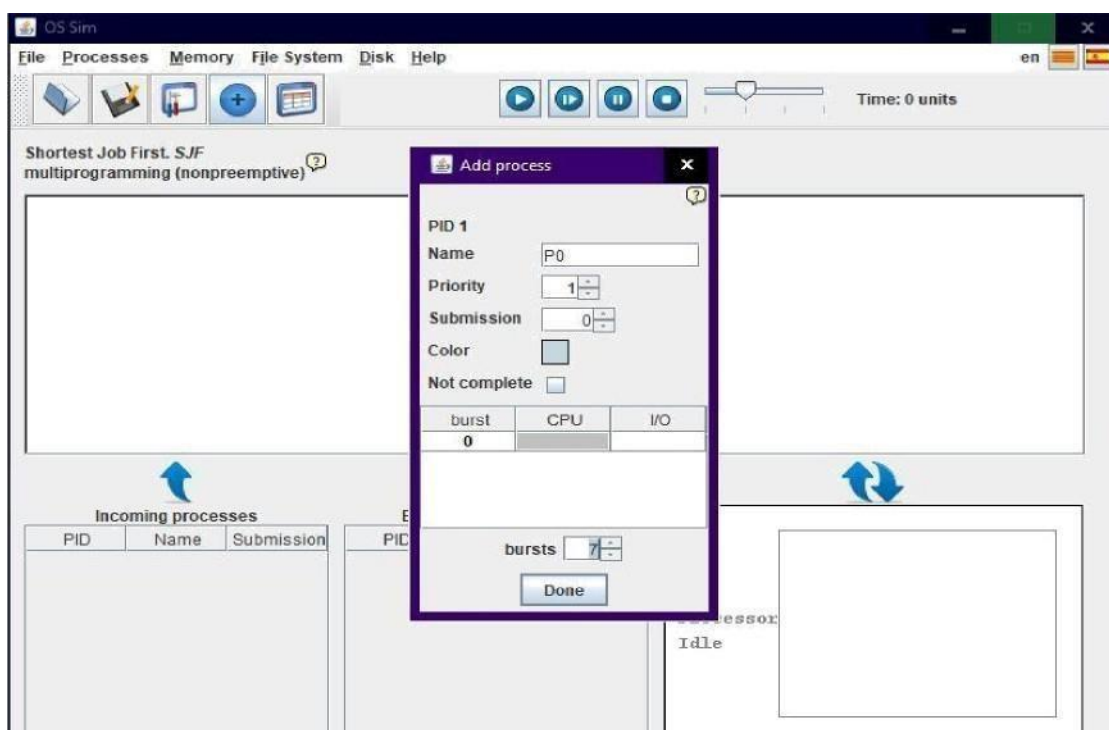 OS Sim
File Processes Memory File System Disk Help en
Time: 0 units
Shortest Job First. SJF
multiprogramming (nonpreemptive)
Add process
PID 1
Name P0
Priority 1
Submission 0
Color
Not complete
burst CPU I/O
0
bursts 7
Done
Incoming processes
PID Name Submission
PID
Idle